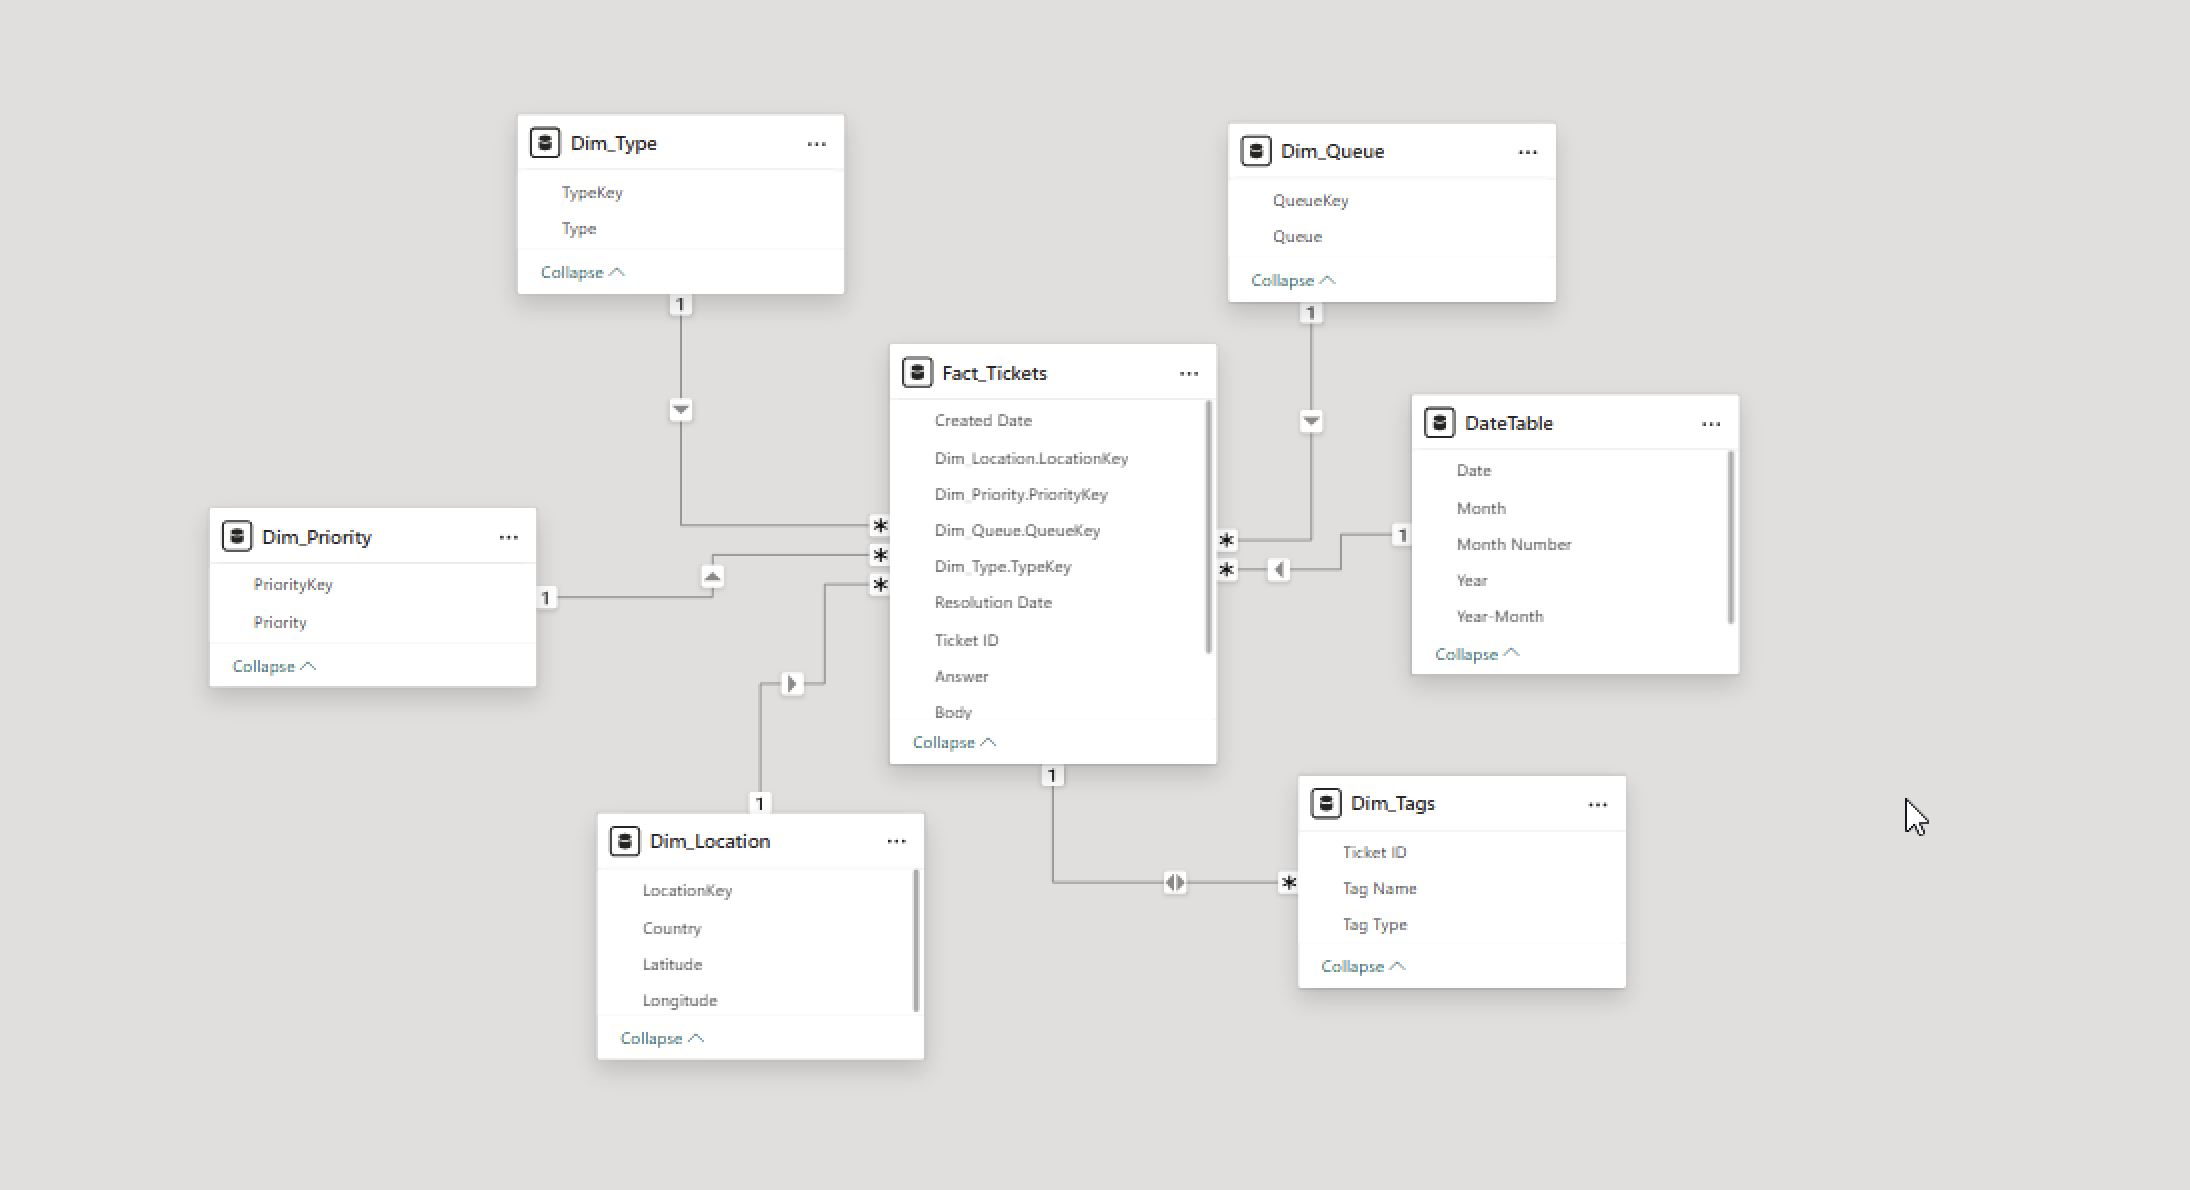 Dim_Type ...
TypeKey
Type
Collapse
1
Dim_Queue ...
QueueKey
Queue
Collapse
1
Fact_Tickets ...
Created Date
Dim_Location.LocationKey
Dim_Priority.PriorityKey
Dim_Queue.QueueKey
Dim_Type.TypeKey
Resolution Date
Ticket ID
Answer
Body
Collapse
1
*
*
*
*
*
DateTable ...
Date
Month
Month Number
Year
Year-Month
Collapse
1
Dim_Priority ...
PriorityKey
Priority
Collapse
1
Dim_Location ...
LocationKey
Country
Latitude
Longitude
Collapse
1
Dim_Tags ...
Ticket ID
Tag Name
Tag Type
Collapse
*